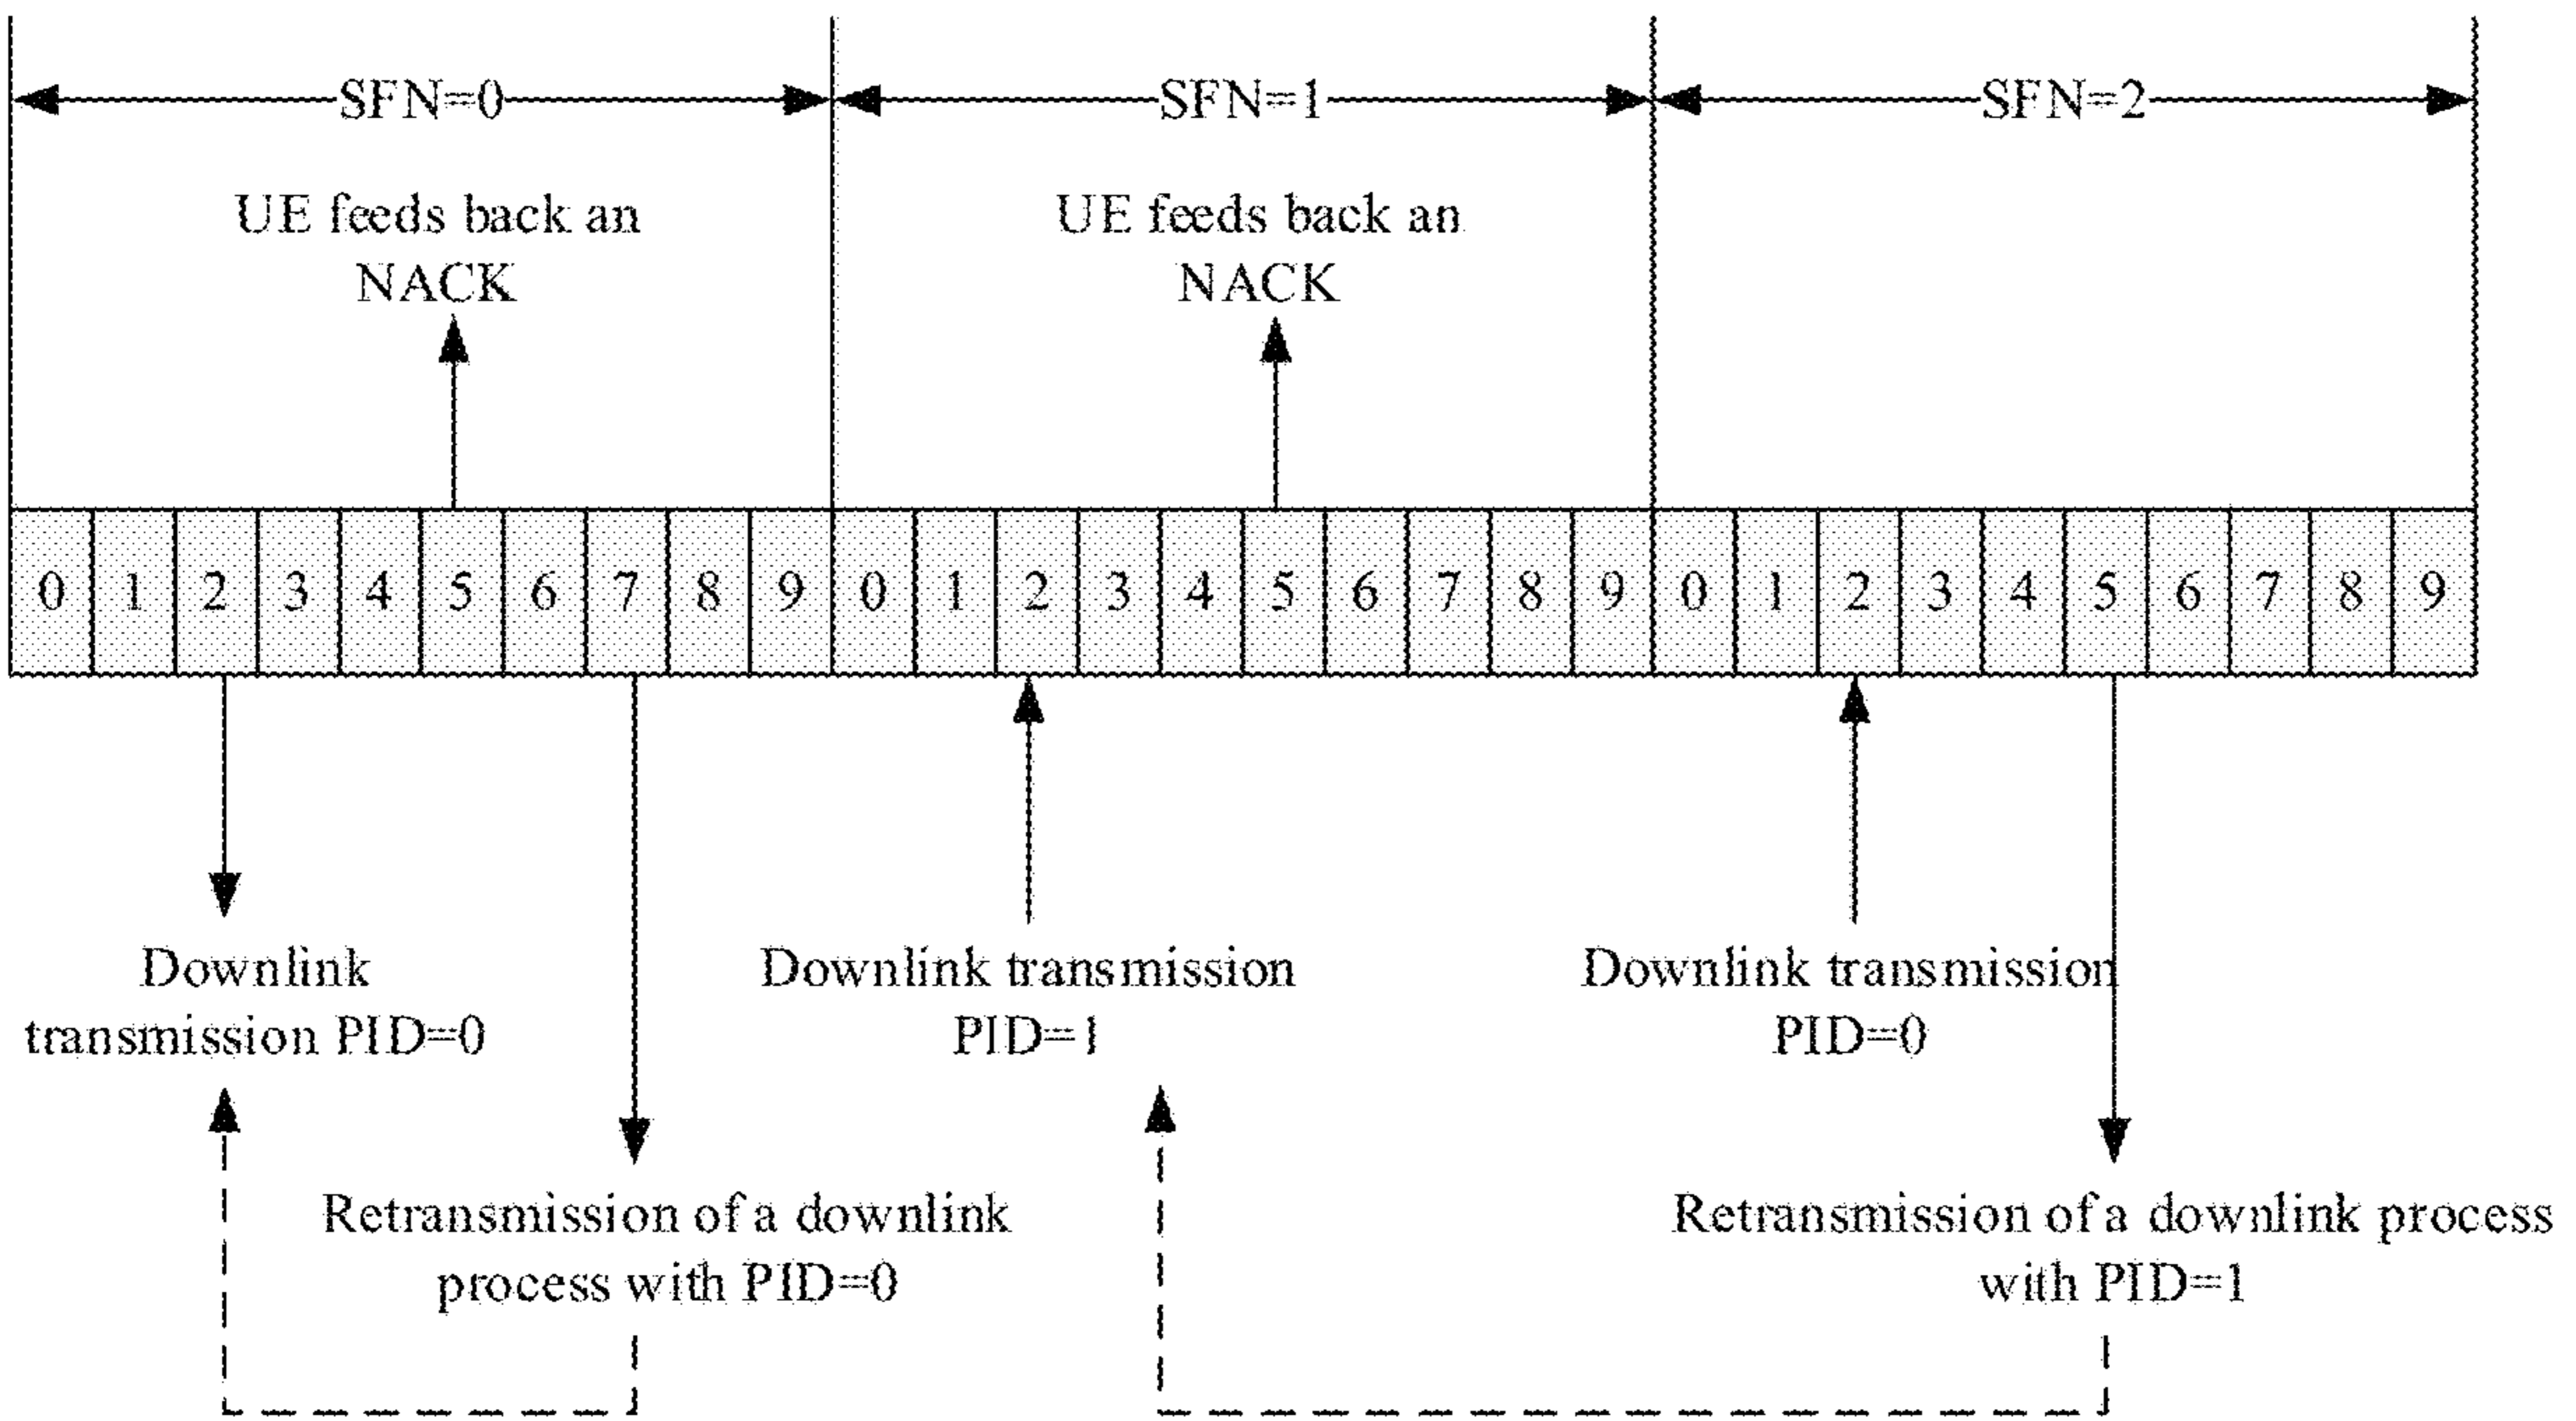 SFN=0 SFN=1 SFN=2
UE feeds back an
NACK
UE feeds back an
NACK
0 1 2 3 4 5 6 7 8 9 0 1 2 3 4 5 6 7 8 9 0 1 2 3 4 5 6 7 8 9
Downlink
transmission PID=0
Downlink transmission
PID=1
Downlink transmission
PID=0
Retransmission of a downlink
process with PID=0
Retransmission of a downlink process
with PID=1